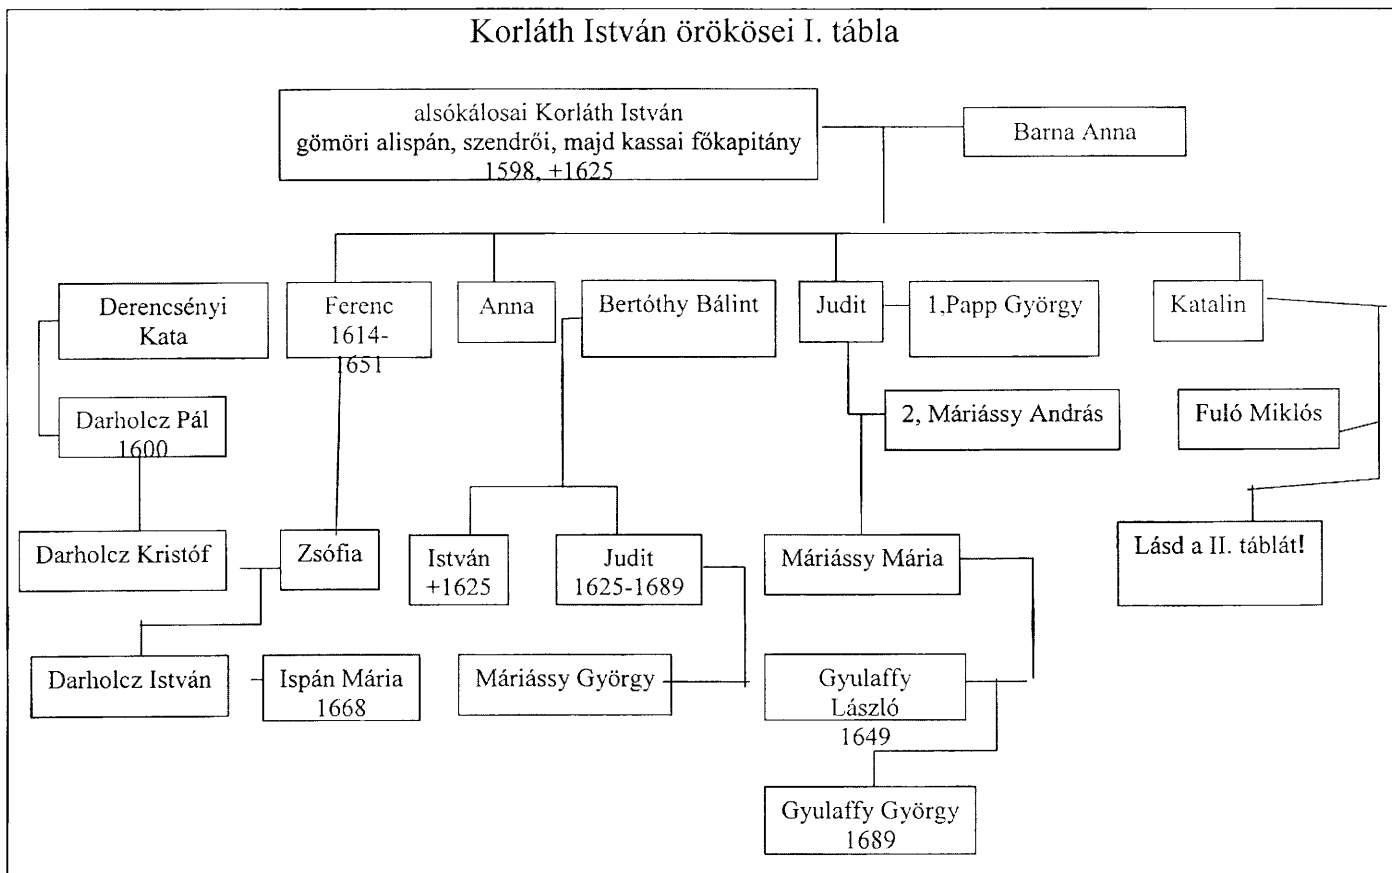 Korláth István örökösei I. tábla
alsókálosai Korláth István
gömöri alispán, szendrői, majd kassai főkapitány
1598, +1625
Barna Anna
Derencsényi
Kata
Ferenc
1614-
1651
Anna
Bertóthy Bálint
Judit
1,Papp György
Katalin
Darholcz Pál
1600
2, Máriássy András
Fuló Miklós
Darholcz Kristóf
Zsófia
István
+1625
Judit
1625-1689
Máriássy Mária
Lásd a II. táblát!
Darholcz István
Ispán Mária
1668
Máriássy György
Gyulaffy
László
1649
Gyulaffy György
1689